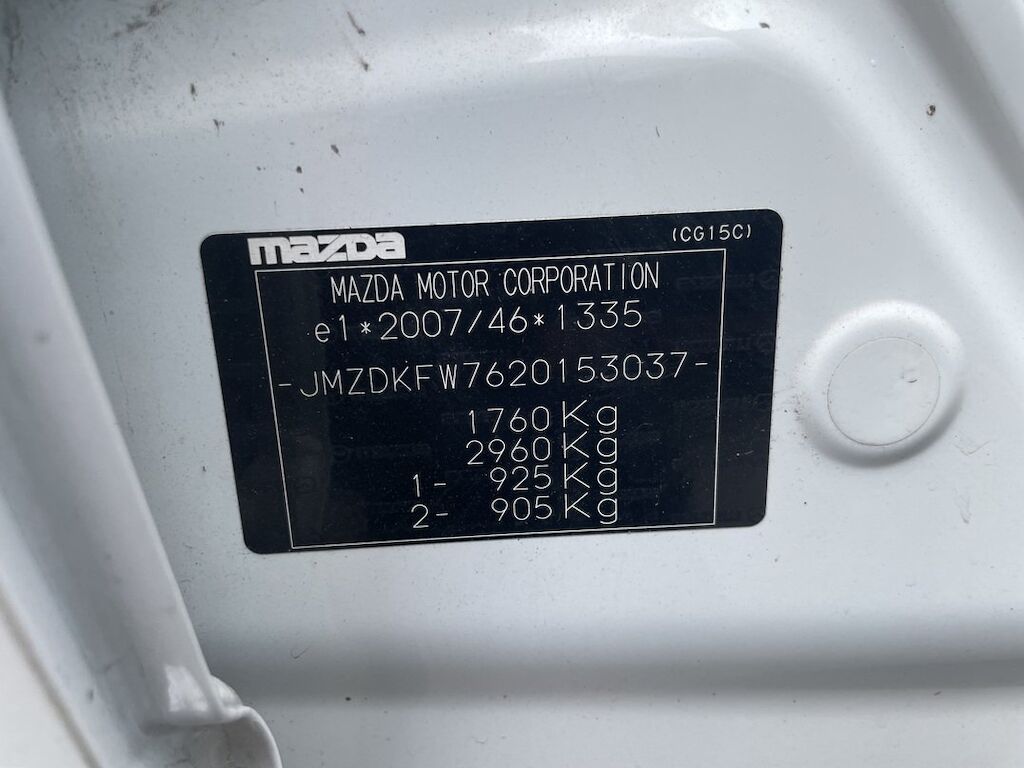 mazda (CG15C)
MAZDA MOTOR CORPORATION
e1*2007/46*1335
-JMZDKFW7620153037-
1760Kg
2960Kg
1- 925Kg
2- 905Kg